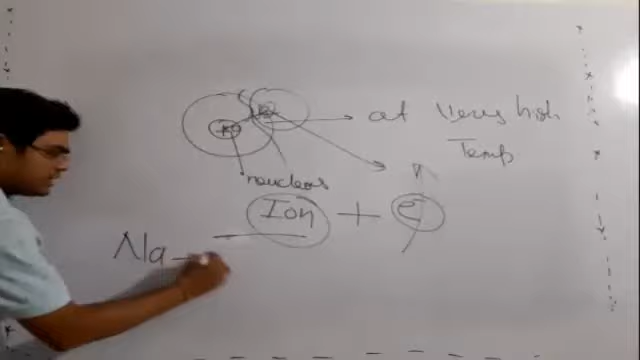 at Very high
Temp
nucleus
Ion + e
Na